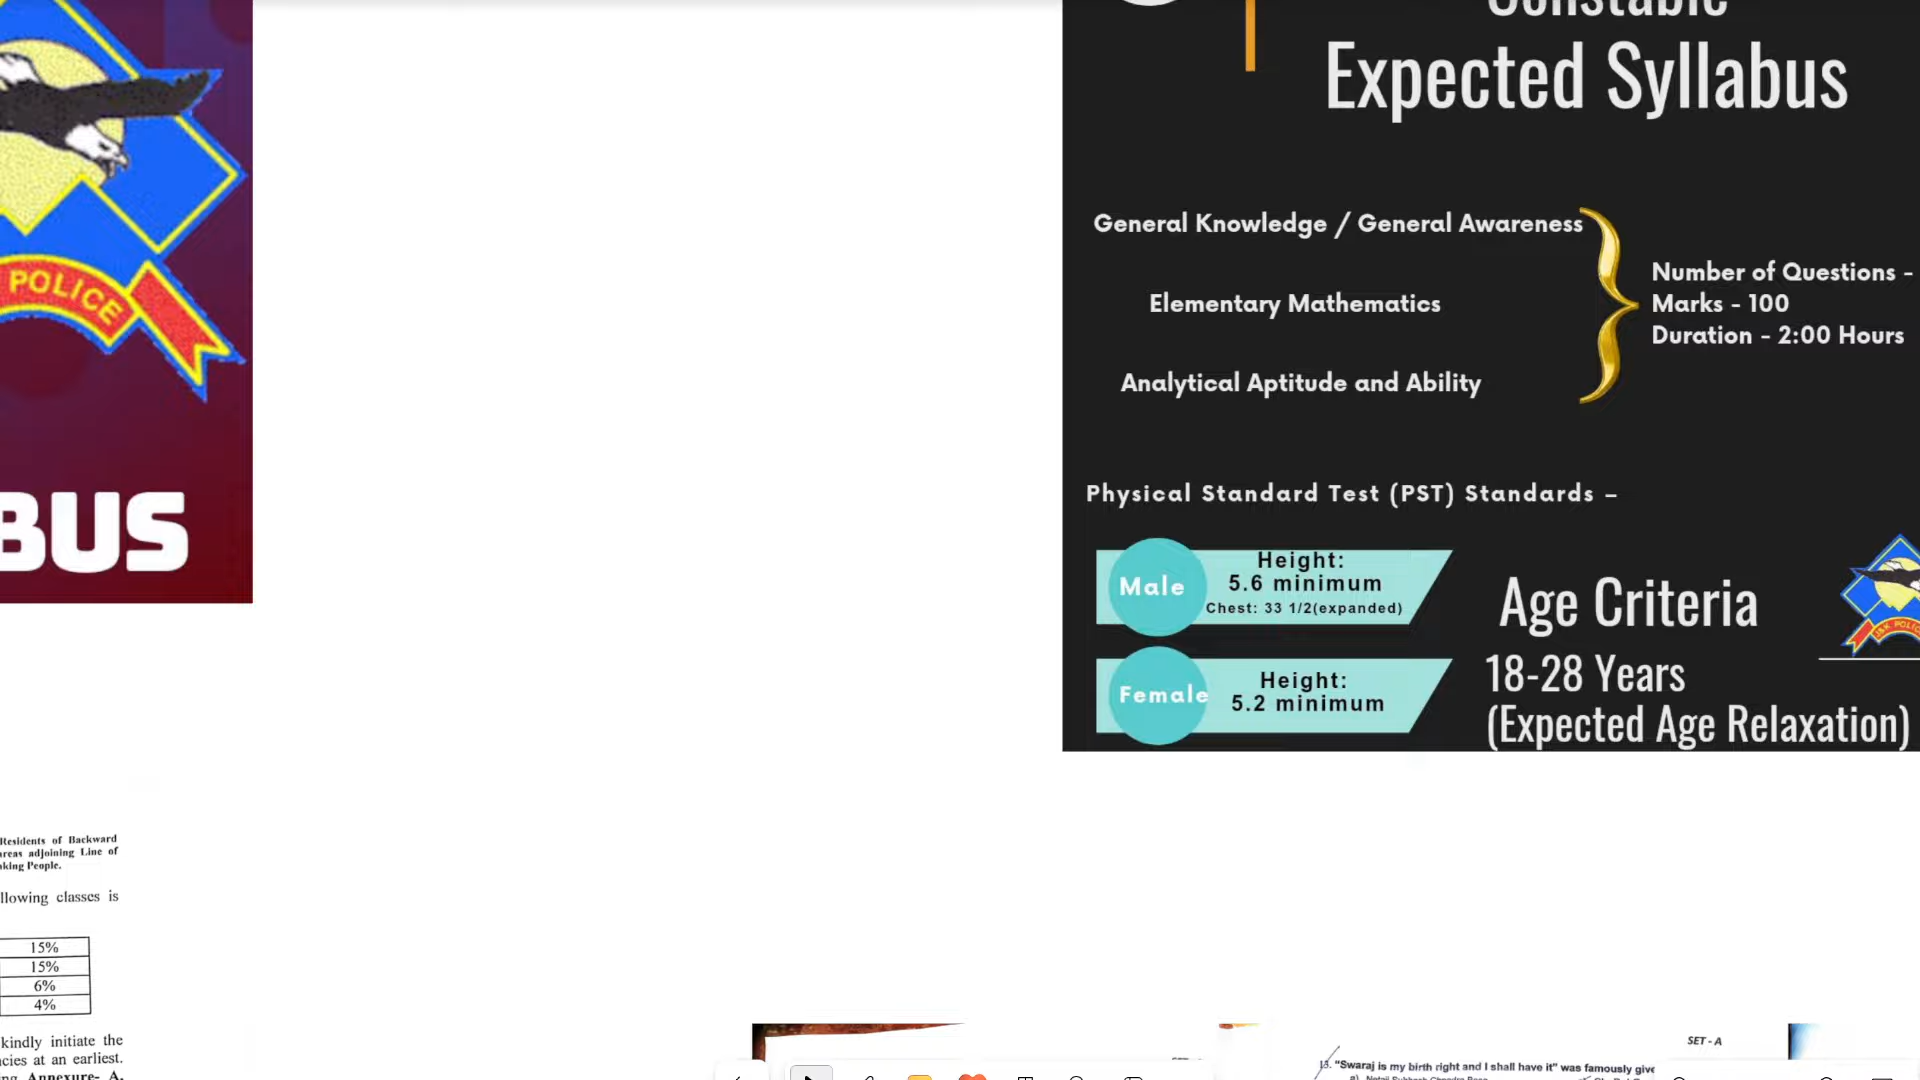 POLICE
BUS
Expected Syllabus
General Knowledge / General Awareness
Elementary Mathematics
Analytical Aptitude and Ability
Number of Questions -
Marks - 100
Duration - 2:00 Hours
Physical Standard Test (PST) Standards –
Male
Height:
5.6 minimum
Chest: 33 1/2(expanded)
Female
Height:
5.2 minimum
Age Criteria
18-28 Years
(Expected Age Relaxation)
Residents of Backward
areas adjoining Line of
People.
llowing classes is
15%
15%
6%
4%
kindly initiate the
cies at an earliest.
Annexure- A.
SET - A
13. "Swaraj is my birth right and I shall have it" was famously give